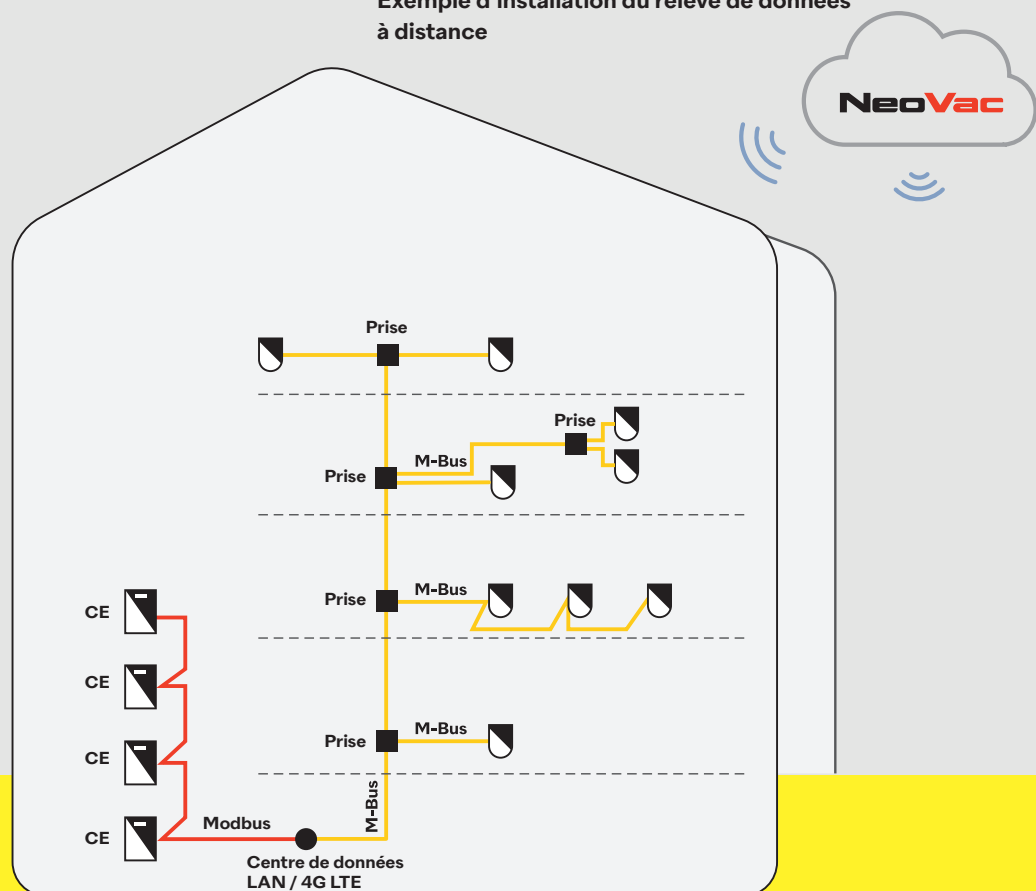 Exemple d'installation du relevé de données
à distance
NeoVac
Prise
Prise
M-Bus
Prise
M-Bus
Prise
CE
CE
M-Bus
Prise
CE
M-Bus
Modbus
CE
Centre de données
LAN / 4G LTE